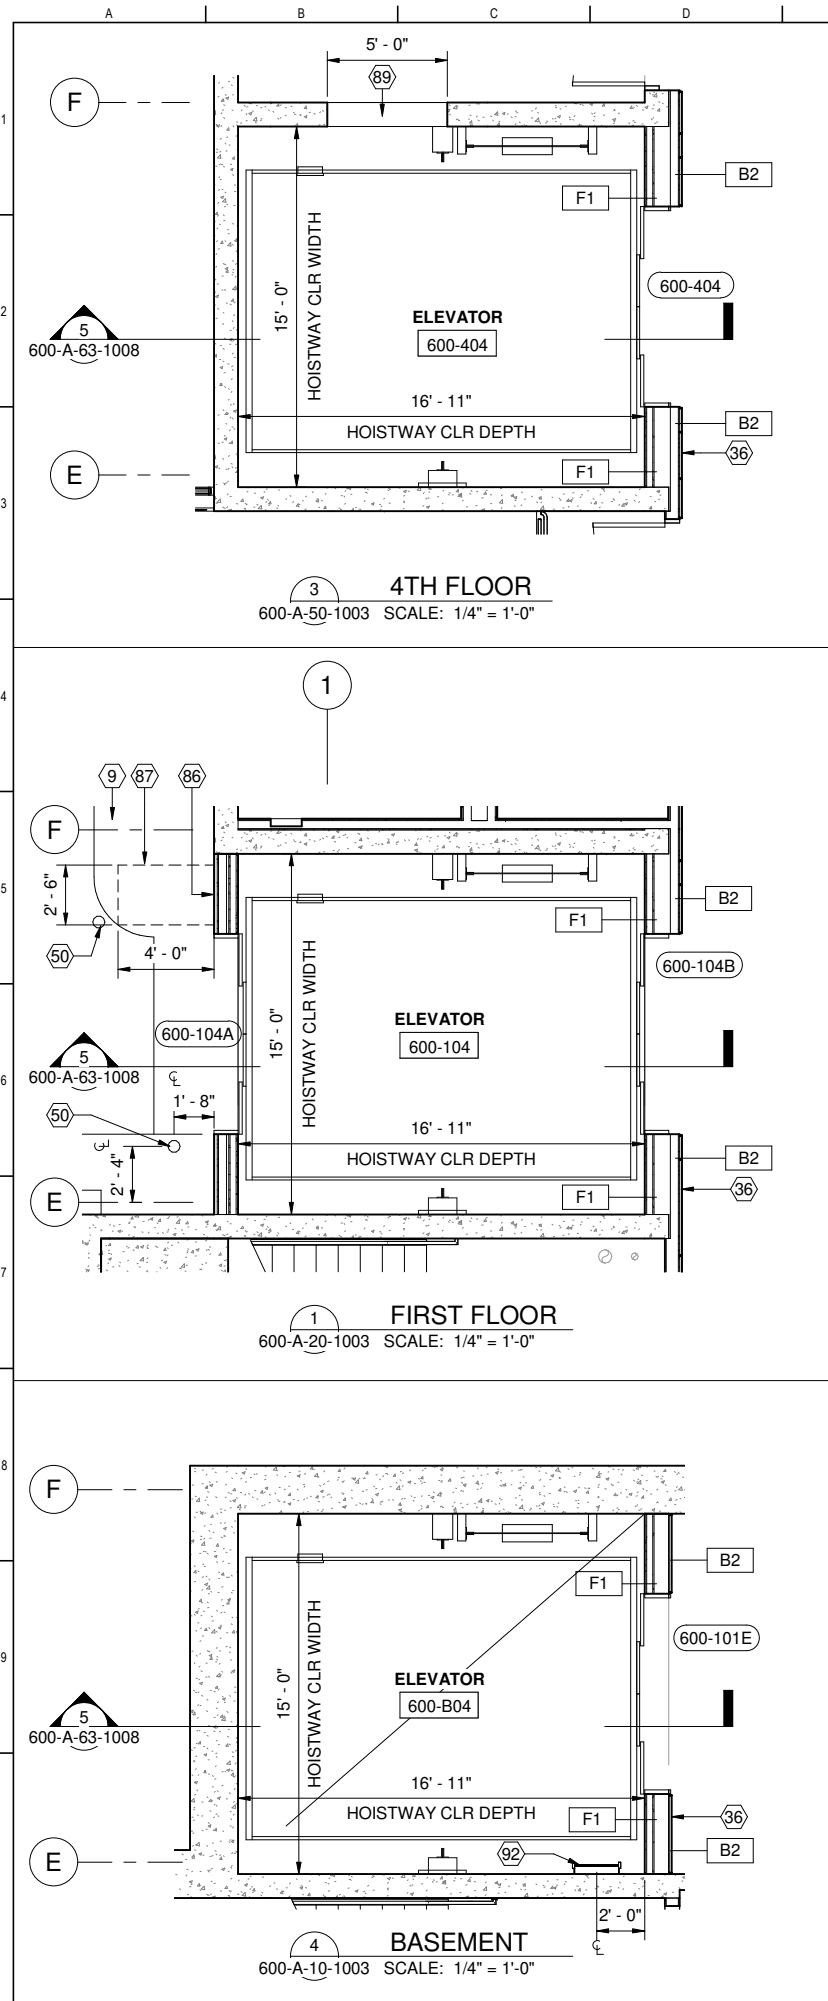 A B C D
5' - 0"
89
F
1
B2
F1
HOISTWAY CLR WIDTH
15' - 0"
600-404
2
ELEVATOR
600-404
5
600-A-63-1008
16' - 11"
HOISTWAY CLR DEPTH
B2
36
F1
E
3
3
4TH FLOOR
600-A-50-1003 SCALE: 1/4" = 1'-0"
1
4
9 87 86
F
5
2' - 6"
B2
F1
50
4' - 0"
HOISTWAY CLR WIDTH
15' - 0"
600-104B
600-104A
ELEVATOR
600-104
5
600-A-63-1008
6
CL
1' - 8"
50
16' - 11"
HOISTWAY CLR DEPTH
CL
2' - 4"
B2
36
F1
E
7
1
FIRST FLOOR
600-A-20-1003 SCALE: 1/4" = 1'-0"
8
F
B2
F1
HOISTWAY CLR WIDTH
15' - 0"
600-101E
9
ELEVATOR
600-B04
5
600-A-63-1008
16' - 11"
HOISTWAY CLR DEPTH
F1
36
B2
92
E
2' - 0"
CL
4
BASEMENT
600-A-10-1003 SCALE: 1/4" = 1'-0"